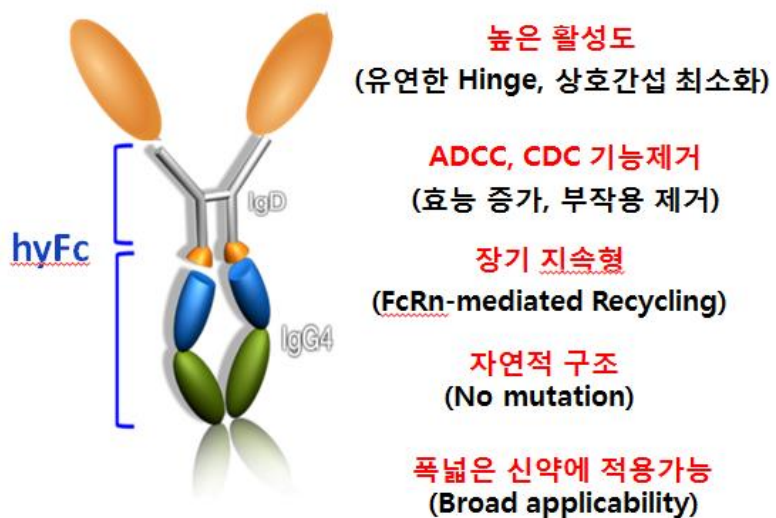 높은 활성도
(유연한 Hinge, 상호간섭 최소화)
ADCC, CDC 기능제거
(효능 증가, 부작용 제거)
장기 지속형
(FcRn-mediated Recycling)
자연적 구조
(No mutation)
폭넓은 신약에 적용가능
(Broad applicability)
hyFc
IgD
IgG4